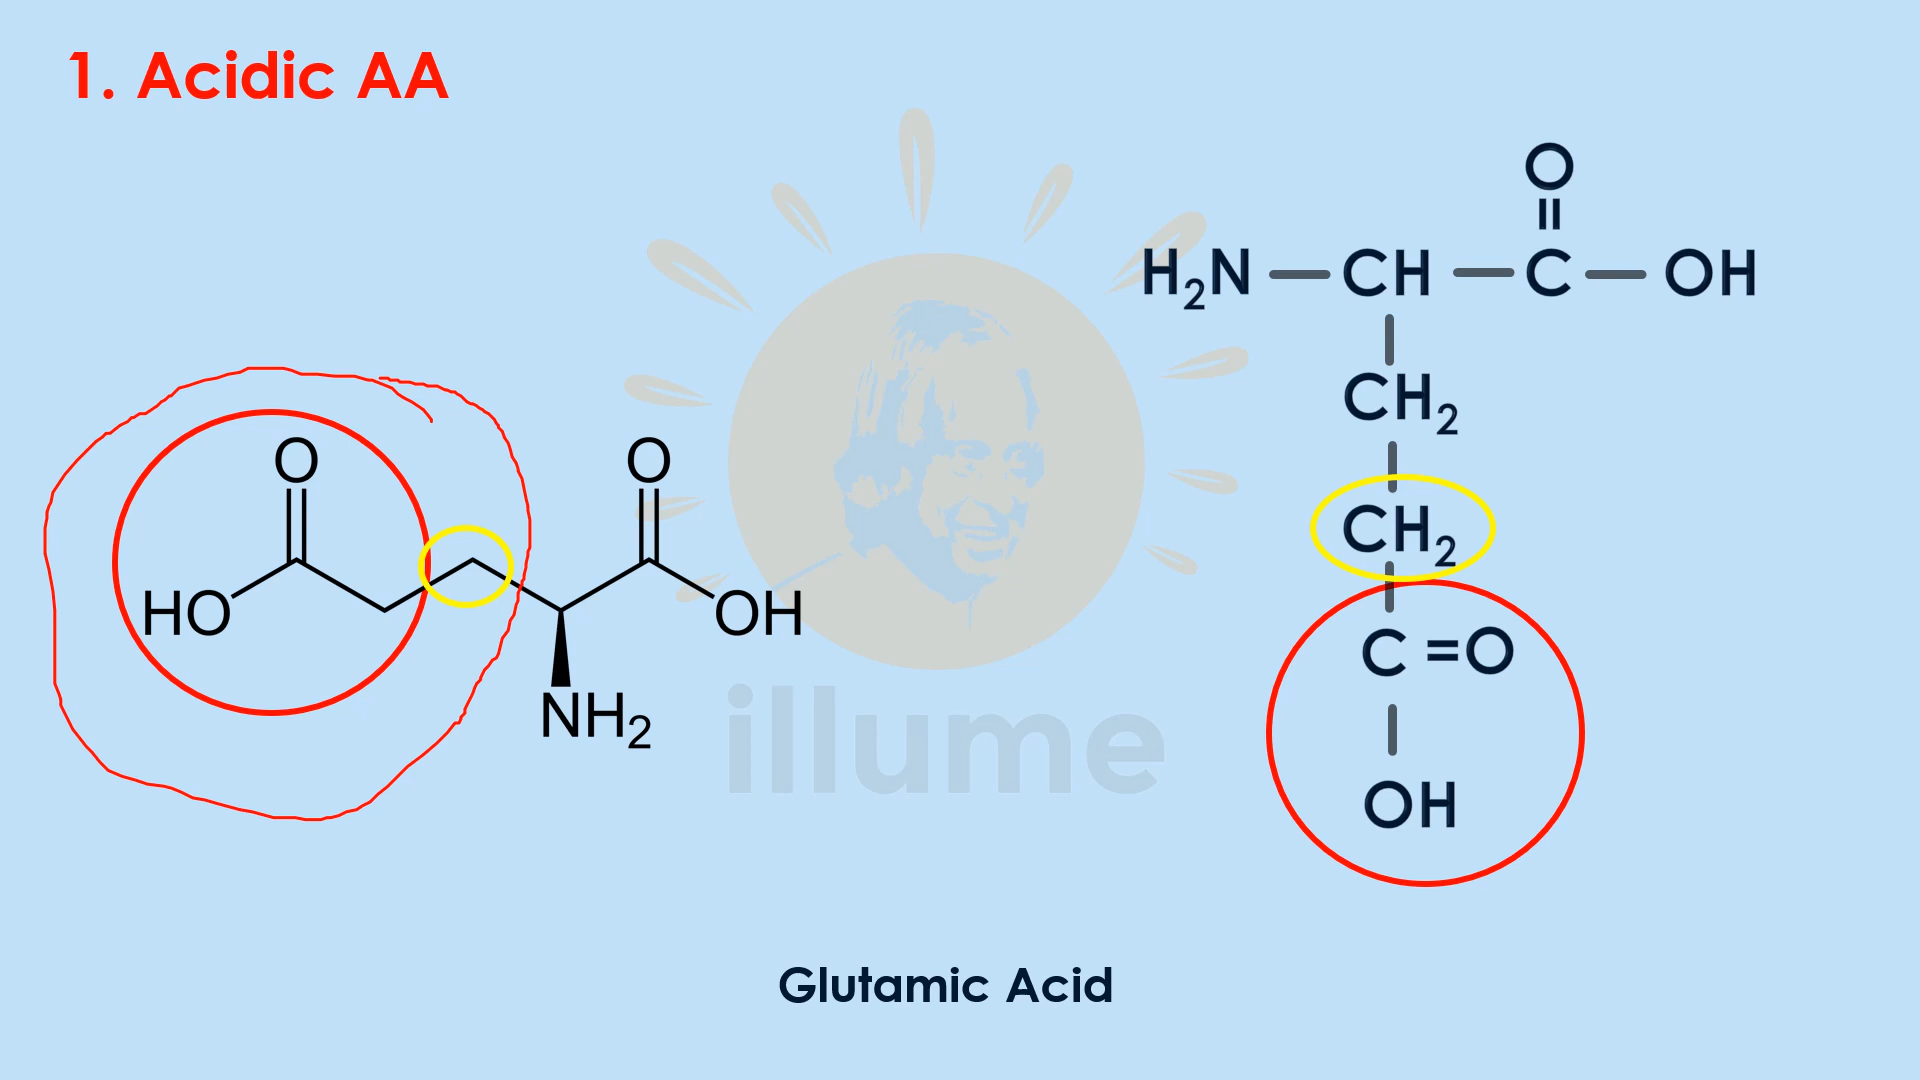 1. Acidic AA
O
H₂N — CH — C — OH
CH₂
O
O
CH₂
HO
OH
C =O
NH₂
illume
OH
Glutamic Acid